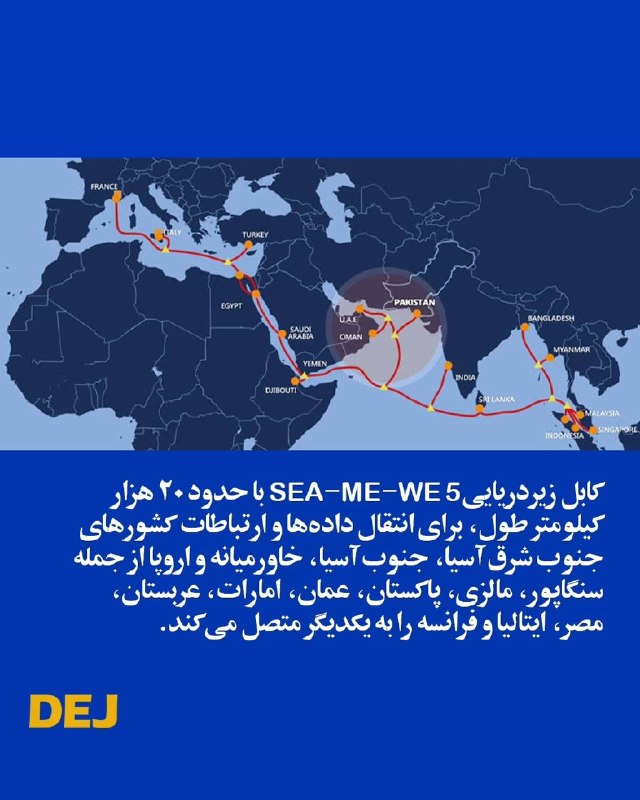 FRANCE
ITALY
TURKEY
EGYPT
SAUDI
ARABIA
YEMEN
DJIBOUTI
U.A.E
OMAN
PAKISTAN
INDIA
SRI LANKA
BANGLADESH
MYANMAR
MALAYSIA
SINGAPORE
INDONESIA
کابل زیردریایی SEA-ME-WE 5 با حدود ۲۰ هزار
کیلومتر طول، برای انتقال داده‌ها و ارتباطات کشورهای
جنوب شرق آسیا، جنوب آسیا، خاورمیانه و اروپا از جمله
سنگاپور، مالزی، پاکستان، عمان، امارات، عربستان،
مصر، ایتالیا و فرانسه را به یکدیگر متصل می‌کند.
DEJ